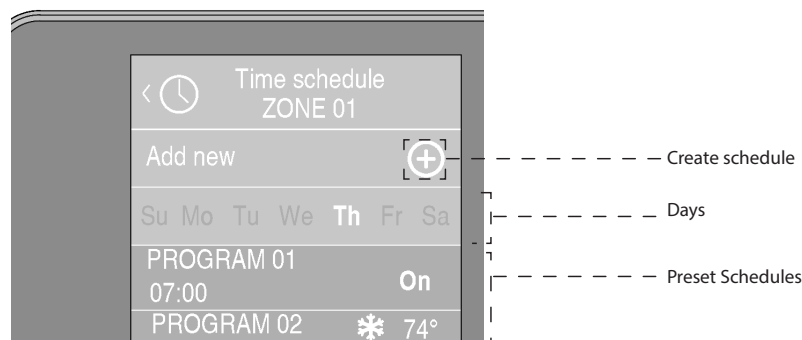 Time schedule
ZONE 01
Add new
Create schedule
Su Mo Tu We Th Fr Sa
Days
PROGRAM 01
07:00
On
Preset Schedules
PROGRAM 02
74°